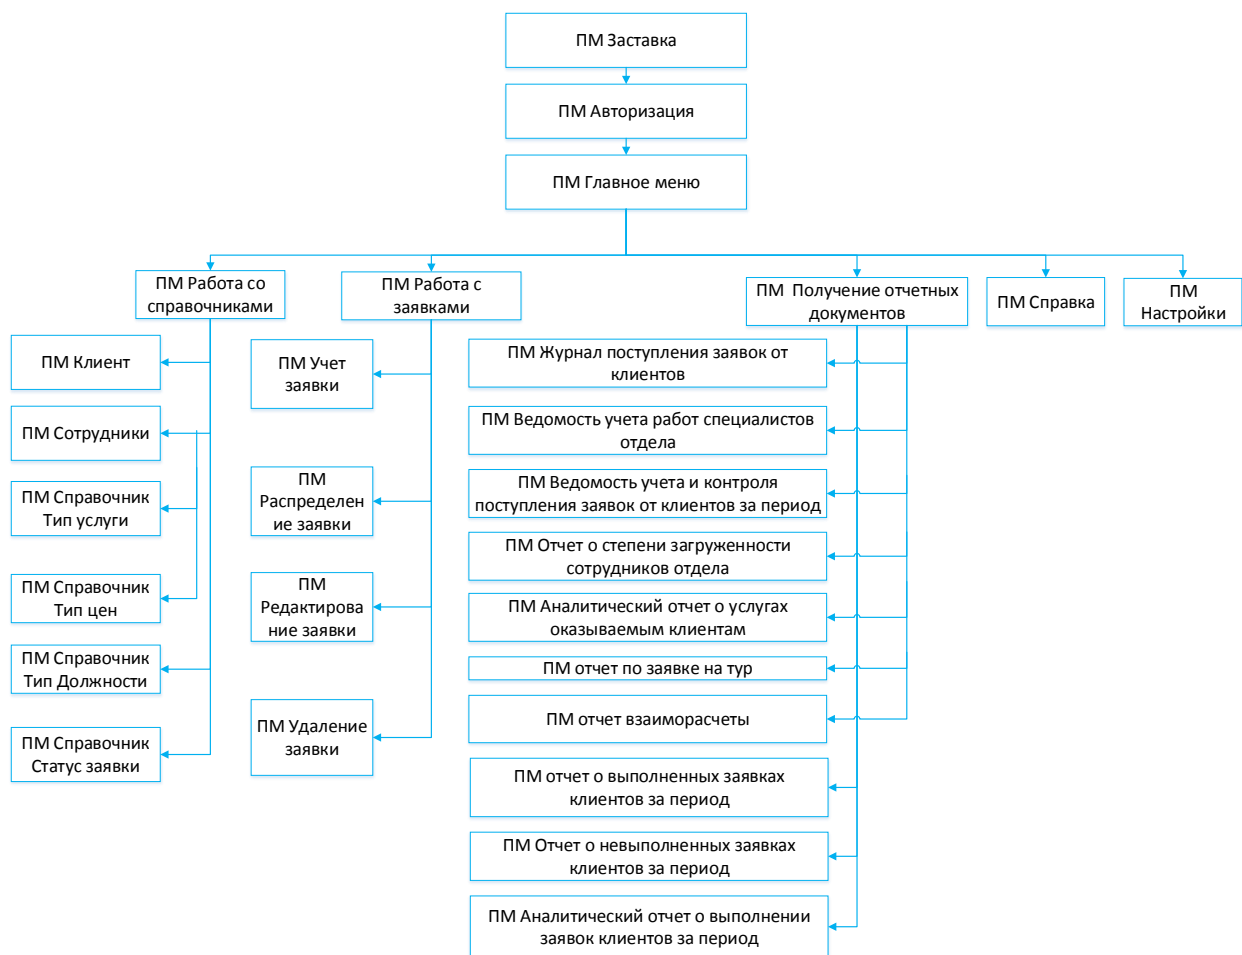 ПМ Заставка
ПМ Авторизация
ПМ Главное меню
ПМ Работа со
справочниками
ПМ Работа с
заявками
ПМ Получение отчетных
документов
ПМ Справка
ПМ
Настройки
ПМ Клиент
ПМ Сотрудники
ПМ Справочник
Тип услуги
ПМ Справочник
Тип цен
ПМ Справочник
Тип Должности
ПМ Справочник
Статус заявки
ПМ Учет
заявки
ПМ
Распределен
ие заявки
ПМ
Редактирова
ние заявки
ПМ Удаление
заявки
ПМ Журнал поступления заявок от
клиентов
ПМ Ведомость учета работ специалистов
отдела
ПМ Ведомость учета и контроля
поступления заявок от клиентов за период
ПМ Отчет о степени загруженности
сотрудников отдела
ПМ Аналитический отчет о услугах
оказываемым клиентам
ПМ отчет по заявке на тур
ПМ отчет взаиморасчеты
ПМ отчет о выполненных заявках
клиентов за период
ПМ Отчет о невыполненных заявках
клиентов за период
ПМ Аналитический отчет о выполнении
заявок клиентов за период